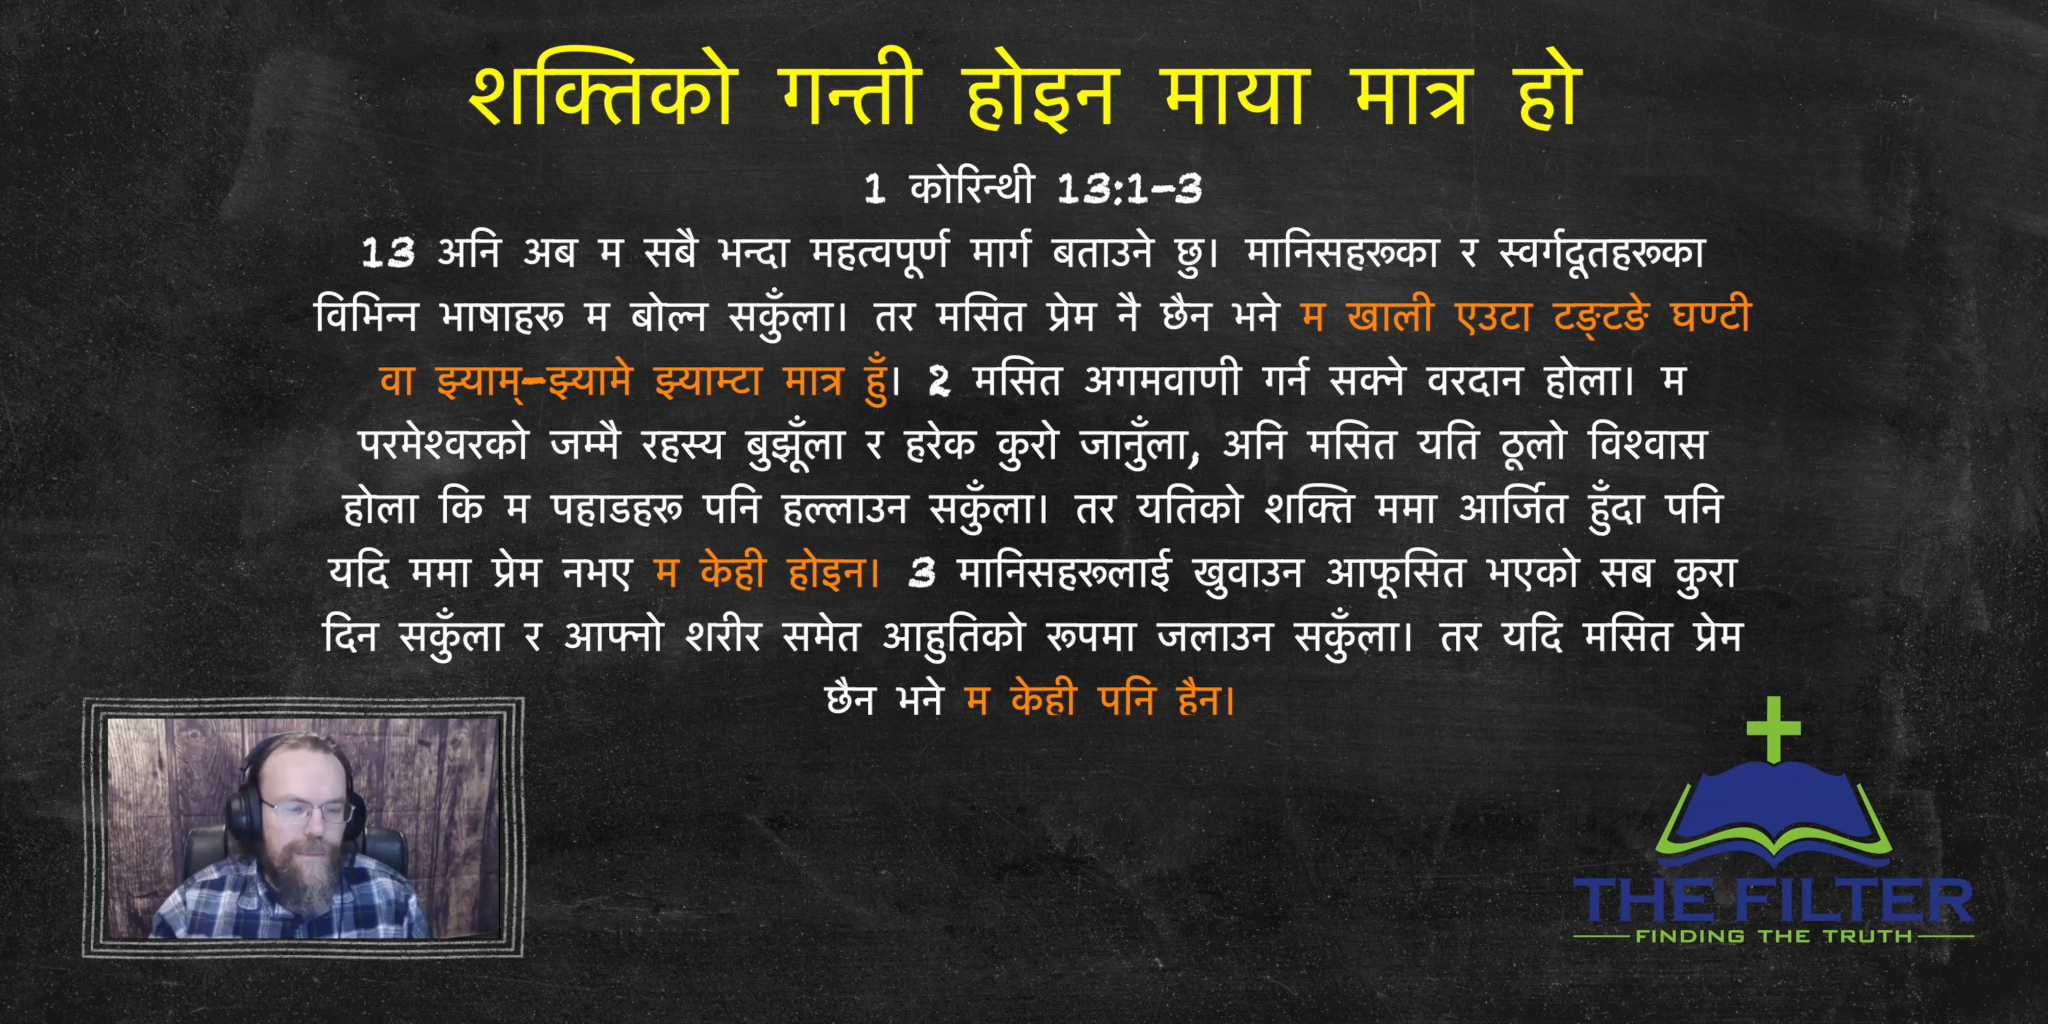 शक्तिको गन्ती होइन माया मात्र हो
1 कोरिन्थी 13:1-3
13 अनि अब म सबै भन्दा महत्वपूर्ण मार्ग बताउने छु। मानिसहरूका र स्वर्गदूतहरूका
विभिन्न भाषाहरू म बोल्न सकुँला। तर मसित प्रेम नै छैन भने म खाली एउटा टङ्टङे घण्टी
वा झ्याम्-झ्यामे झ्याम्टा मात्र हुँ। 2 मसित अगमवाणी गर्न सक्ने वरदान होला। म
परमेश्वरको जम्मै रहस्य बुझूँला र हरेक कुरो जानुँला, अनि मसित यति ठूलो विश्वास
होला कि म पहाडहरू पनि हल्लाउन सकुँला। तर यतिको शक्ति ममा आर्जित हुँदा पनि
यदि ममा प्रेम नभए म केही होइन। 3 मानिसहरूलाई खुवाउन आफूसित भएको सब कुरा
दिन सकुँला र आफ्नो शरीर समेत आहुतिको रूपमा जलाउन सकुँला। तर यदि मसित प्रेम
छैन भने म केही पनि हैन।
THE FILTER
FINDING THE TRUTH